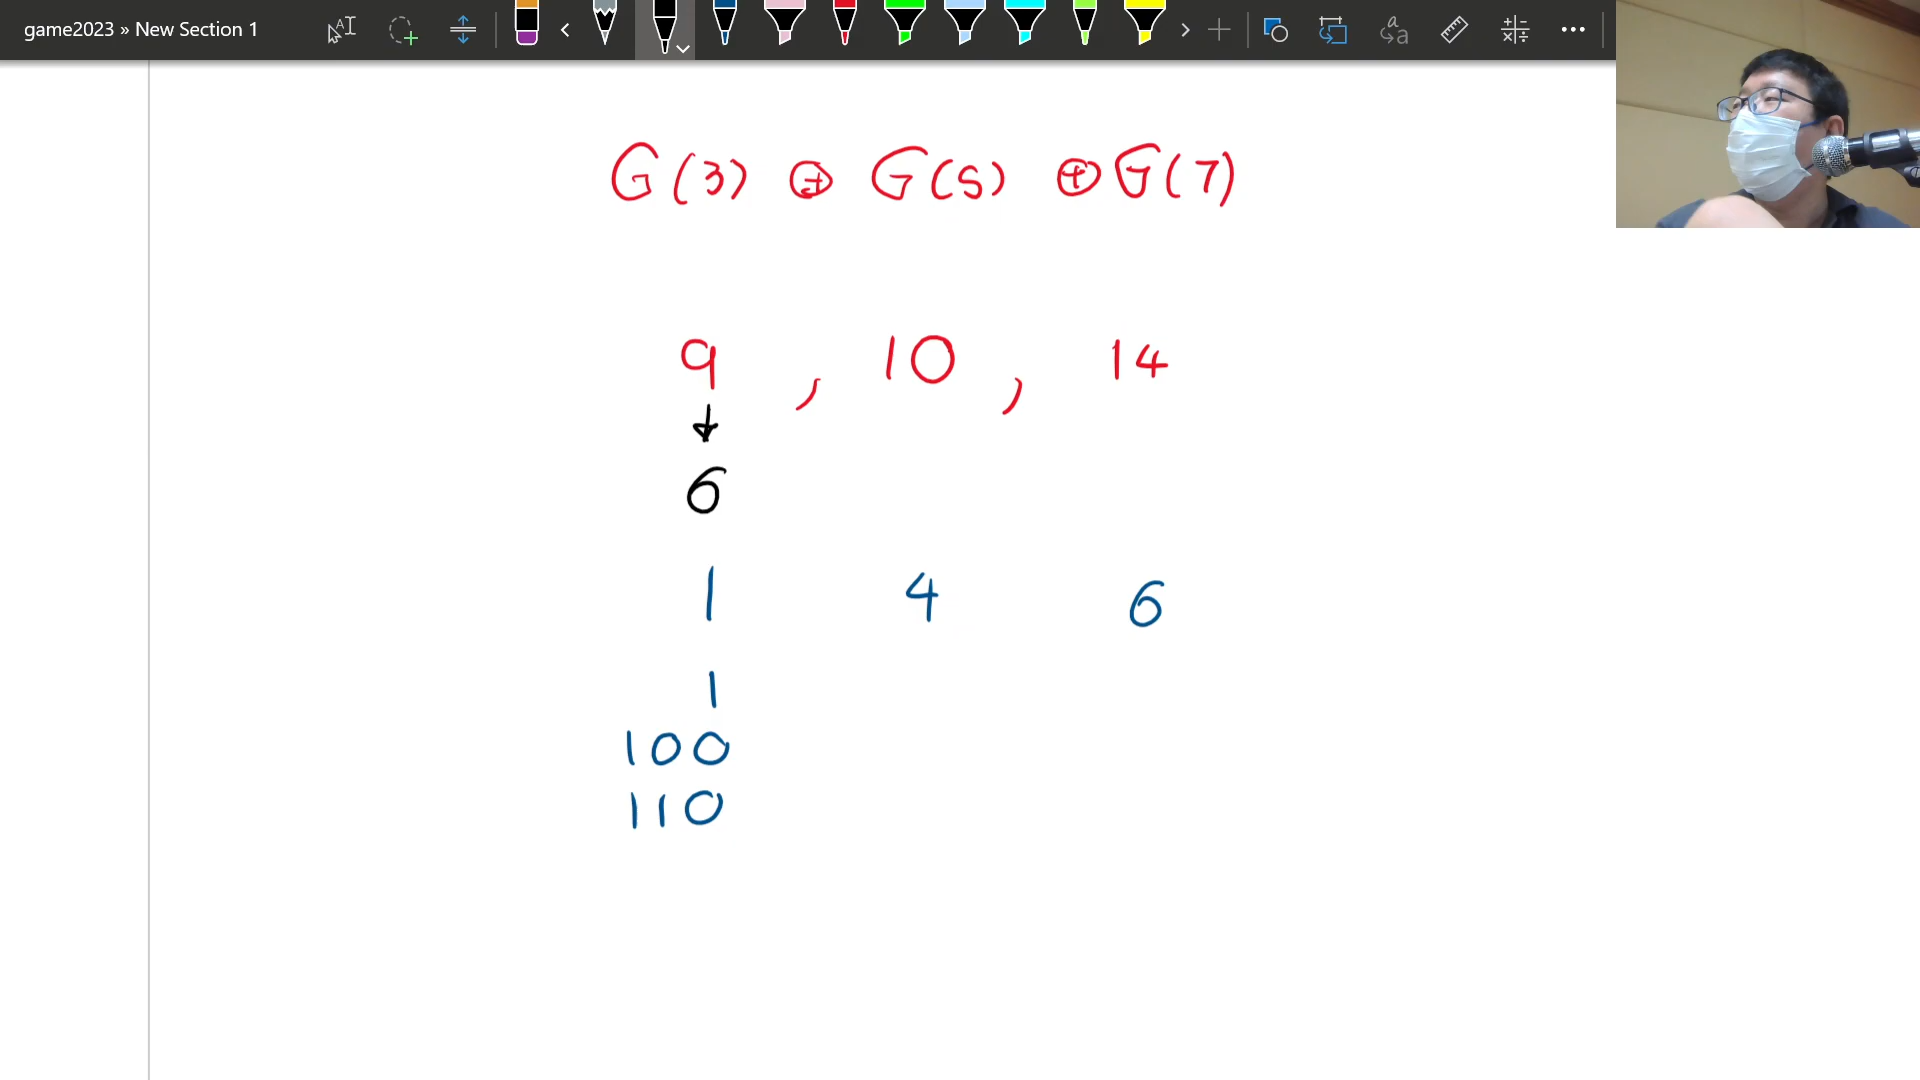 game2023 » New Section 1
G(3) ⊕ G(5) ⊕ G(7)
9 , 10 , 14
↓
6
1 4 6
1
100
110